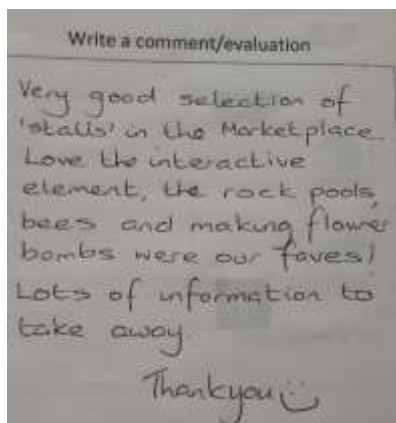 Write a comment/evaluation
Very good selection of
'stalls' in the Marketplace.
Love the interactive
element, the rock pools,
bees and making flower
bombs were our faves!
Lots of information to
take away.
Thankyou